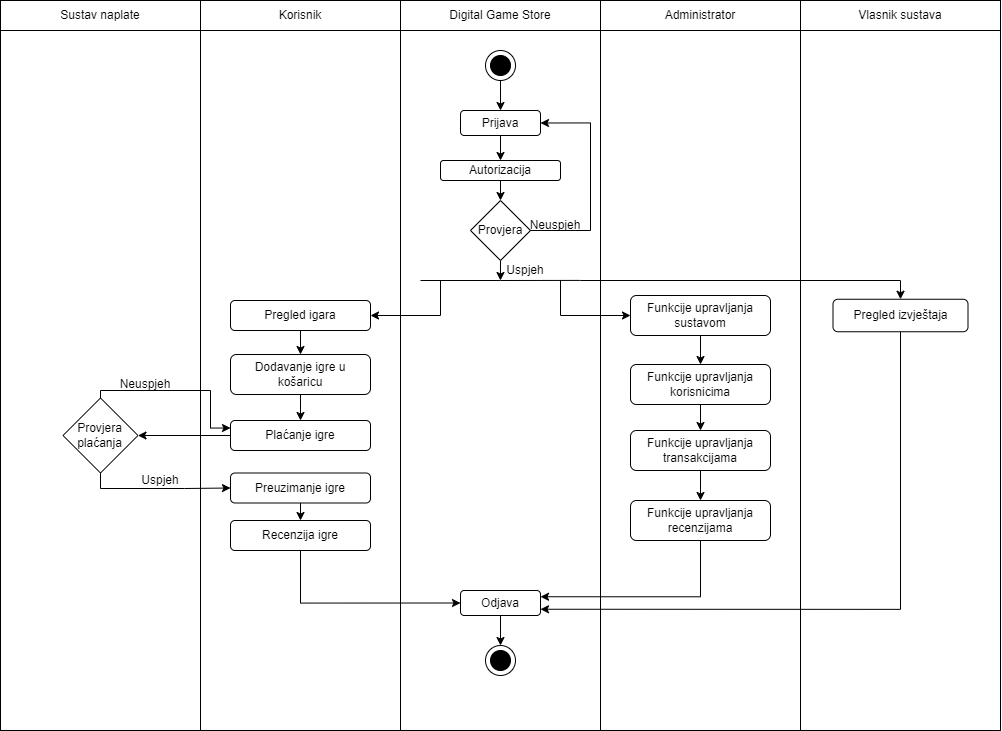 Sustav naplate
Korisnik
Digital Game Store
Administrator
Vlasnik sustava
Prijava
Autorizacija
Provjera
Neuspjeh
Uspjeh
Pregled igara
Funkcije upravljanja
sustavom
Pregled izvještaja
Dodavanje igre u
košaricu
Funkcije upravljanja
korisnicima
Neuspjeh
Provjera
plaćanja
Plaćanje igre
Funkcije upravljanja
transakcijama
Uspjeh
Preuzimanje igre
Funkcije upravljanja
recenzijama
Recenzija igre
Odjava